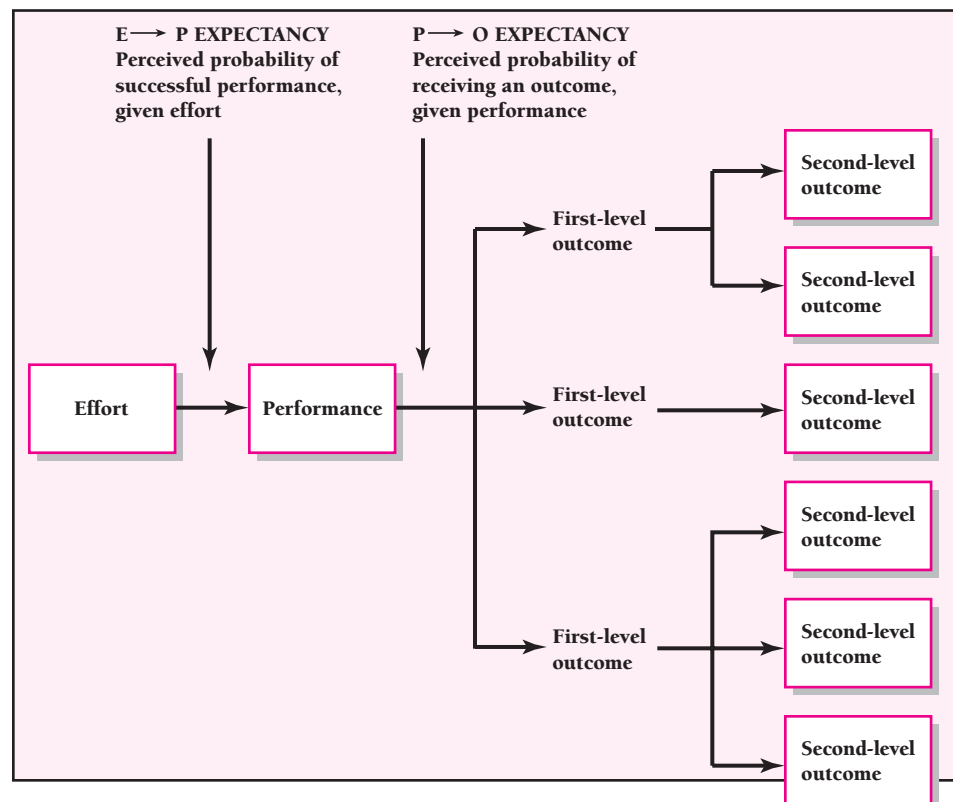 E → P EXPECTANCY
Perceived probability of
successful performance,
given effort
P → O EXPECTANCY
Perceived probability of
receiving an outcome,
given performance
Second-level
outcome
First-level
outcome
Second-level
outcome
Effort
Performance
First-level
outcome
Second-level
outcome
Second-level
outcome
First-level
outcome
Second-level
outcome
Second-level
outcome